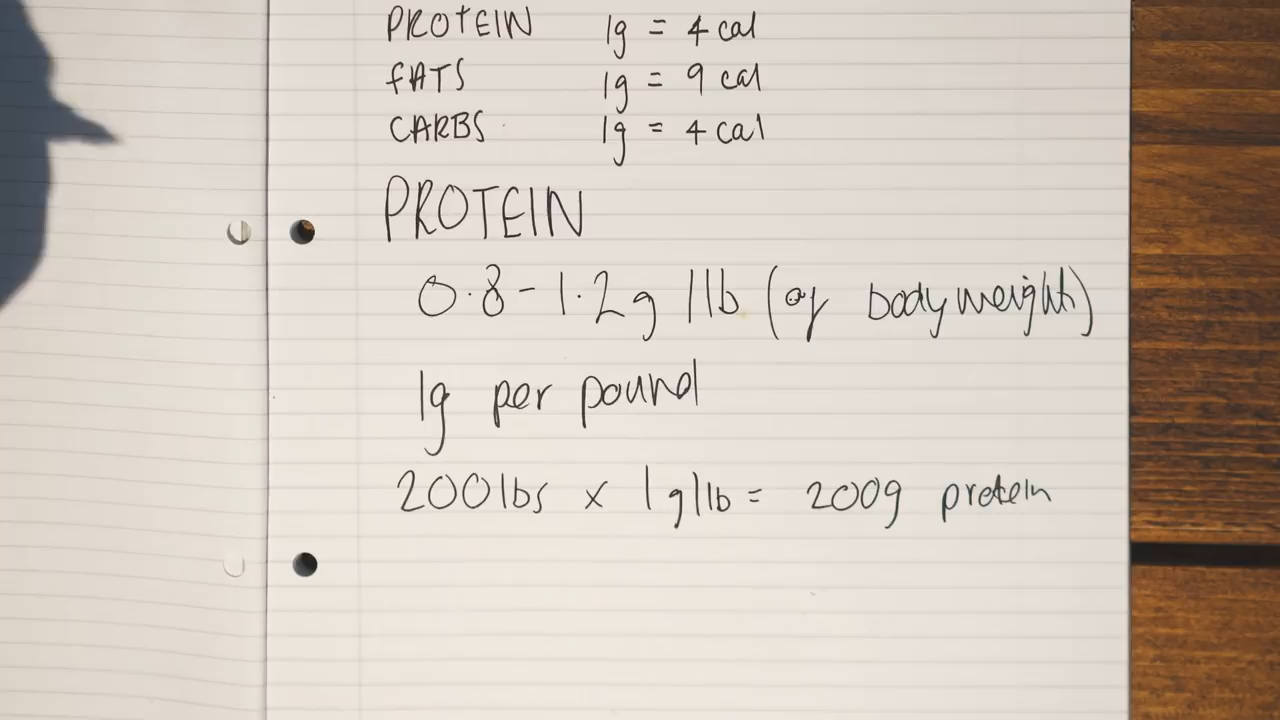 PROTEIN 1g = 4 cal
FATS 1g = 9 cal
CARBS 1g = 4 cal
PROTEIN
0.8 - 1.2g / lb (of bodyweight)
1g per pound
200lbs x 1g/lb = 200g protein